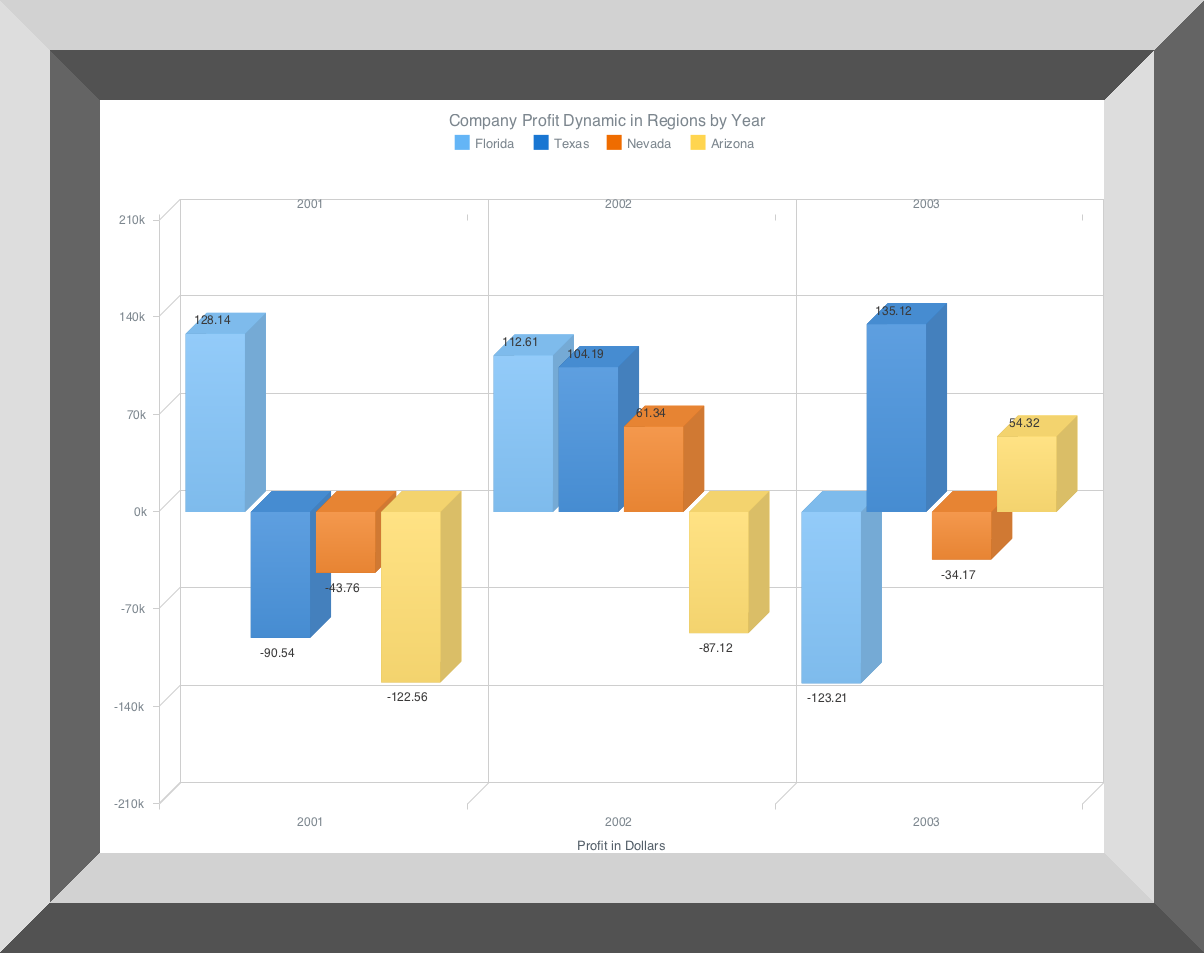 Company Profit Dynamic in Regions by Year
Florida Texas Nevada Arizona
2001 2002 2003
210k
140k
70k
0k
-70k
-140k
-210k
128.14
-90.54
-43.76
-122.56
112.61
104.19
61.34
-87.12
-123.21
135.12
-34.17
54.32
2001 2002 2003
Profit in Dollars